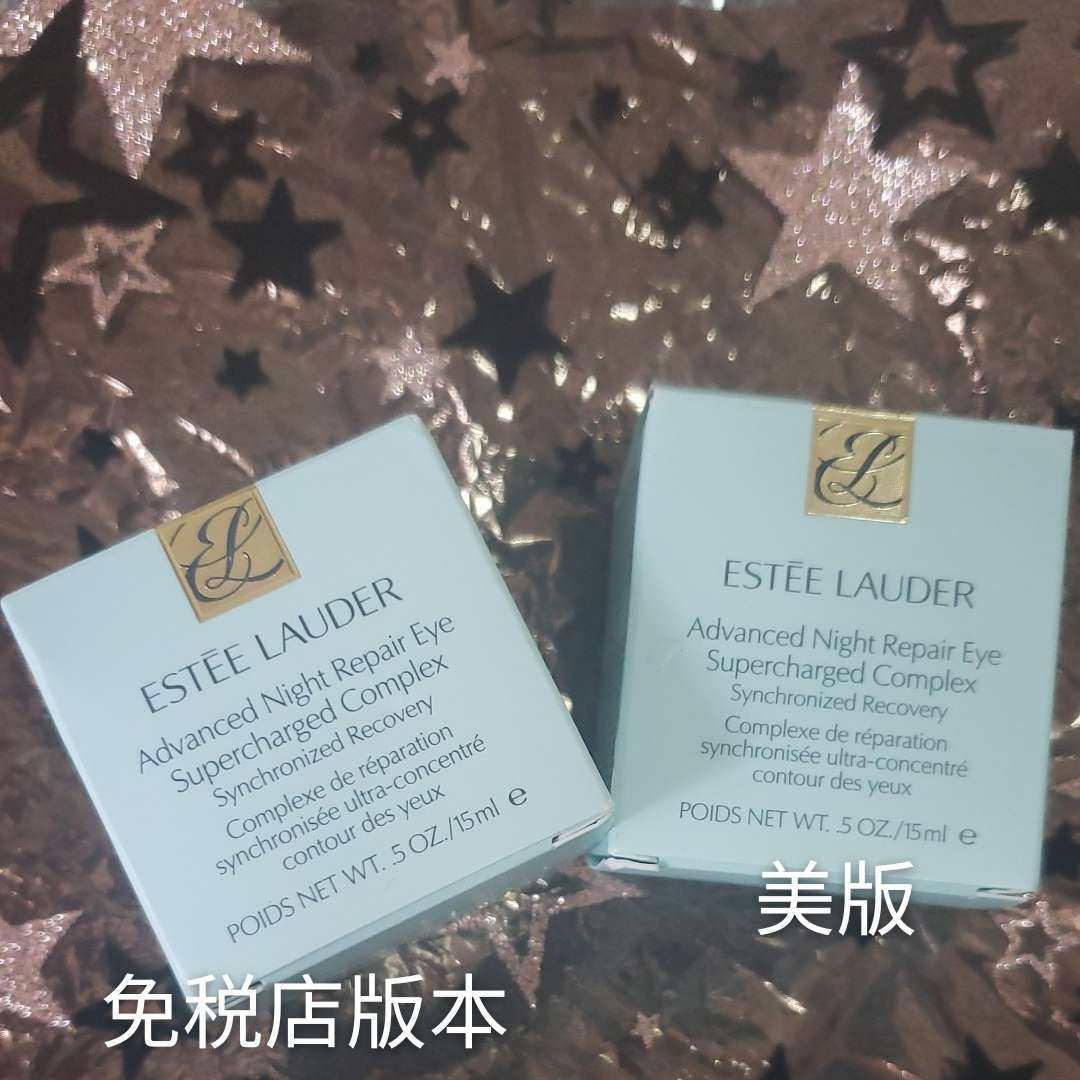 ESTĒE LAUDER
Advanced Night Repair Eye
Supercharged Complex
Synchronized Recovery
Complexe de réparation
synchronisée ultra-concentré
contour des yeux
POIDS NET WT. .5 OZ./15ml e
免税店版本
ESTĒE LAUDER
Advanced Night Repair Eye
Supercharged Complex
Synchronized Recovery
Complexe de réparation
synchronisée ultra-concentré
contour des yeux
POIDS NET WT. .5 OZ./15ml e
美版